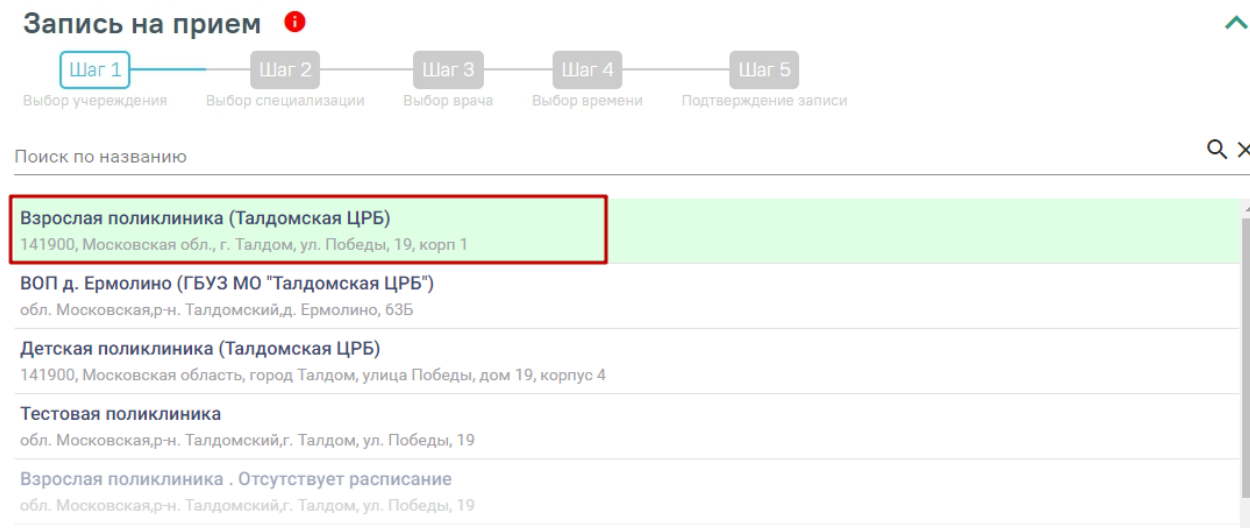 Запись на прием
Шаг 1 Шаг 2 Шаг 3 Шаг 4 Шаг 5
Выбор учереждения Выбор специализации Выбор врача Выбор времени Подтверждение записи
Поиск по названию
Взрослая поликлиника (Талдомская ЦРБ)
141900, Московская обл., г. Талдом, ул. Победы, 19, корп 1
ВОП д. Ермолино (ГБУЗ МО "Талдомская ЦРБ")
обл. Московская,р-н. Талдомский,д. Ермолино, 63Б
Детская поликлиника (Талдомская ЦРБ)
141900, Московская область, город Талдом, улица Победы, дом 19, корпус 4
Тестовая поликлиника
обл. Московская,р-н. Талдомский,г. Талдом, ул. Победы, 19
Взрослая поликлиника . Отсутствует расписание
обл. Московская,р-н. Талдомский,г. Талдом, ул. Победы, 19